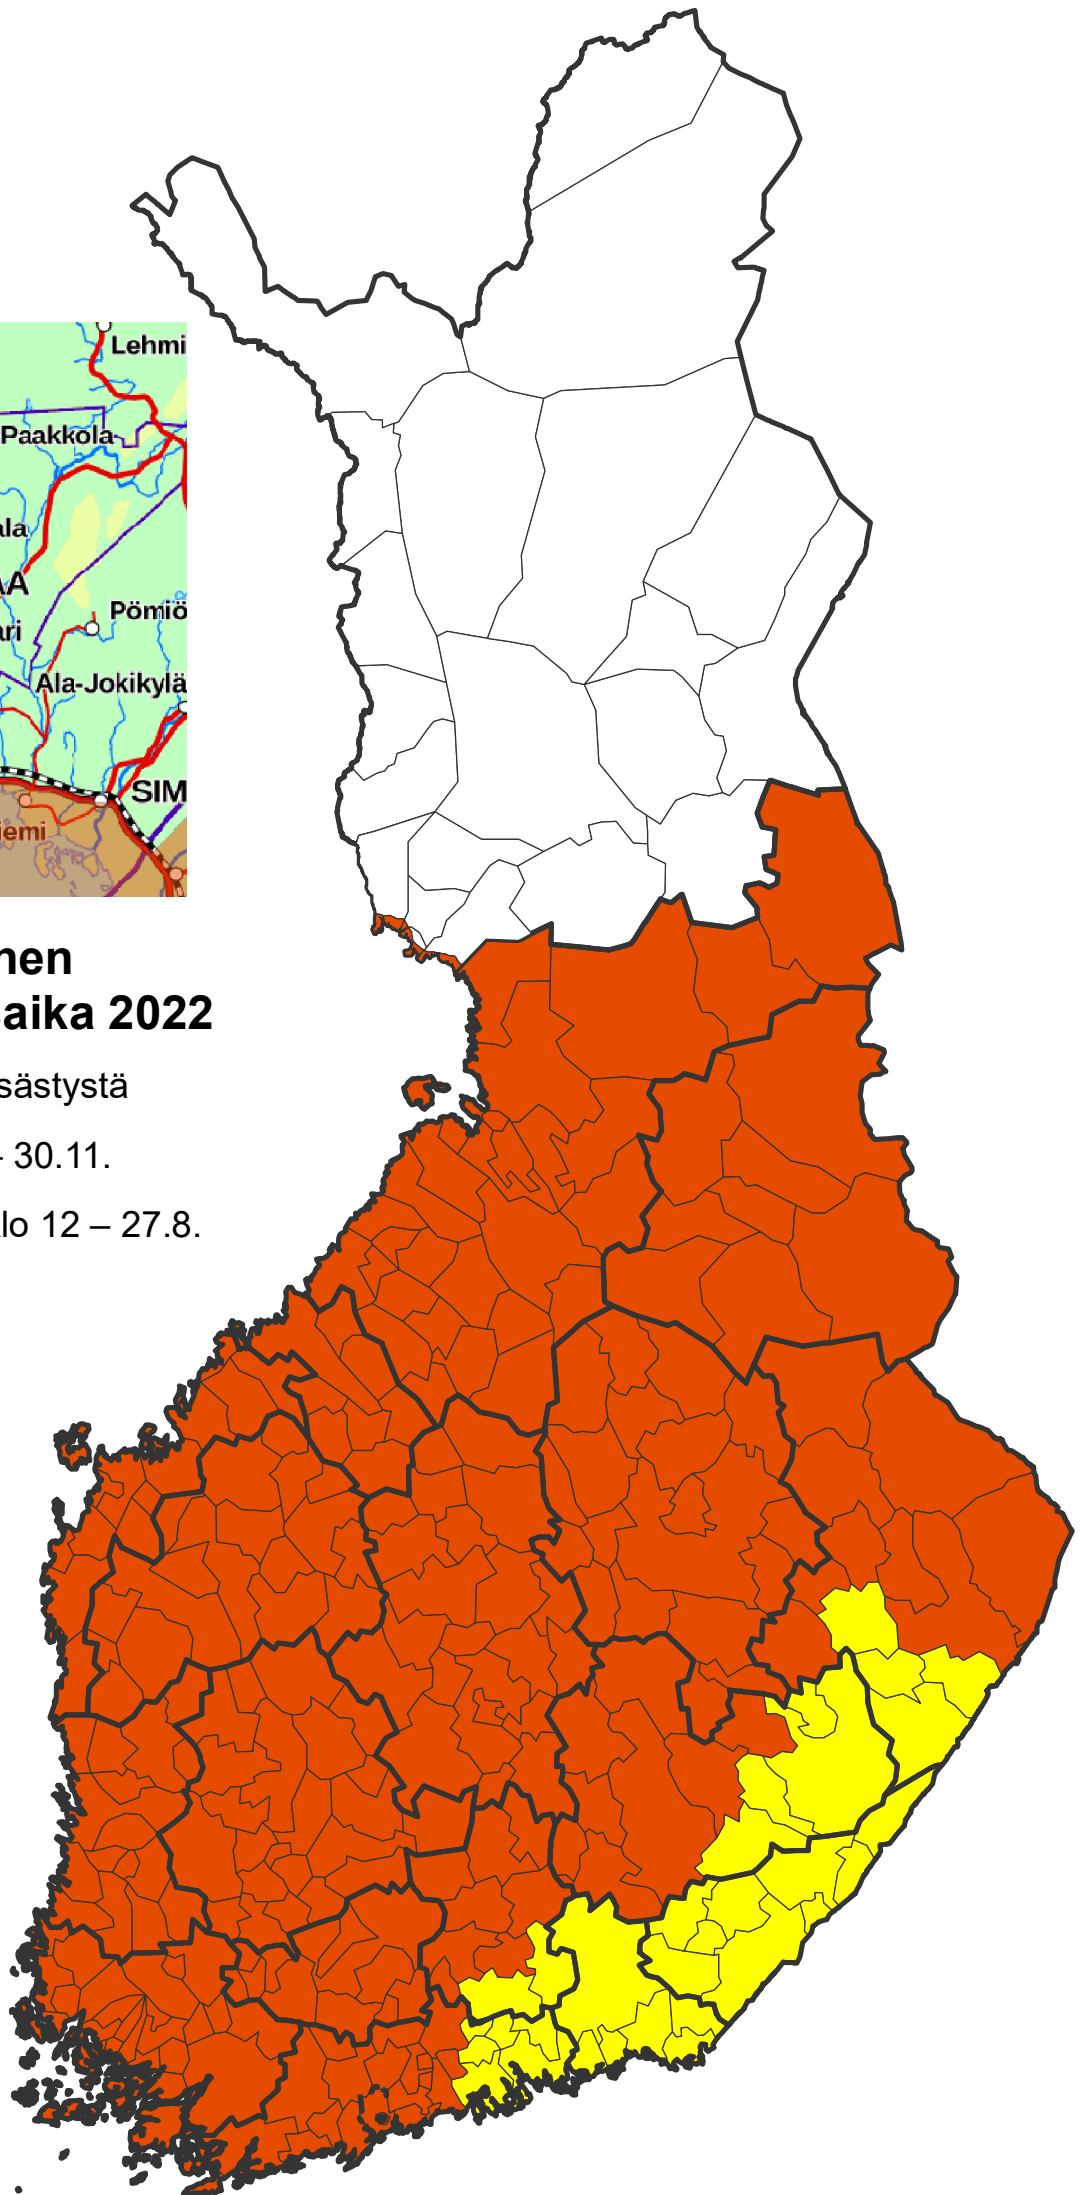 Lehmi
Paakkola
ala
AA
Pömiö
ari
Ala-Jokikylä
SIM
iemi
nen
saika 2022
sästystä
– 30.11.
lo 12 – 27.8.